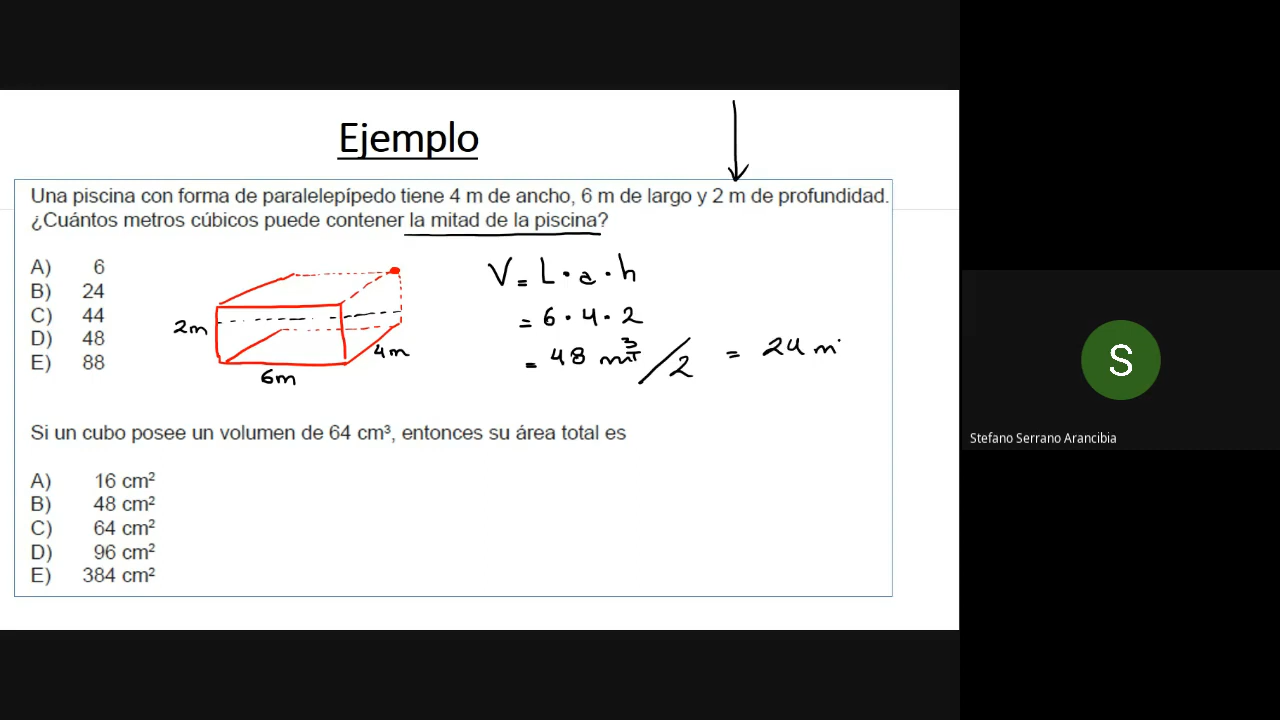 Ejemplo
Una piscina con forma de paralelepípedo tiene 4 m de ancho, 6 m de largo y 2 m de profundidad.
¿Cuántos metros cúbicos puede contener la mitad de la piscina?
A) 6
B) 24
C) 44
D) 48
E) 88
2m
4m
6m
V = L · a · h
= 6 · 4 · 2
= 48 m³ / 2 = 24 m
Si un cubo posee un volumen de 64 cm³, entonces su área total es
A) 16 cm²
B) 48 cm²
C) 64 cm²
D) 96 cm²
E) 384 cm²
S
Stefano Serrano Arancibia